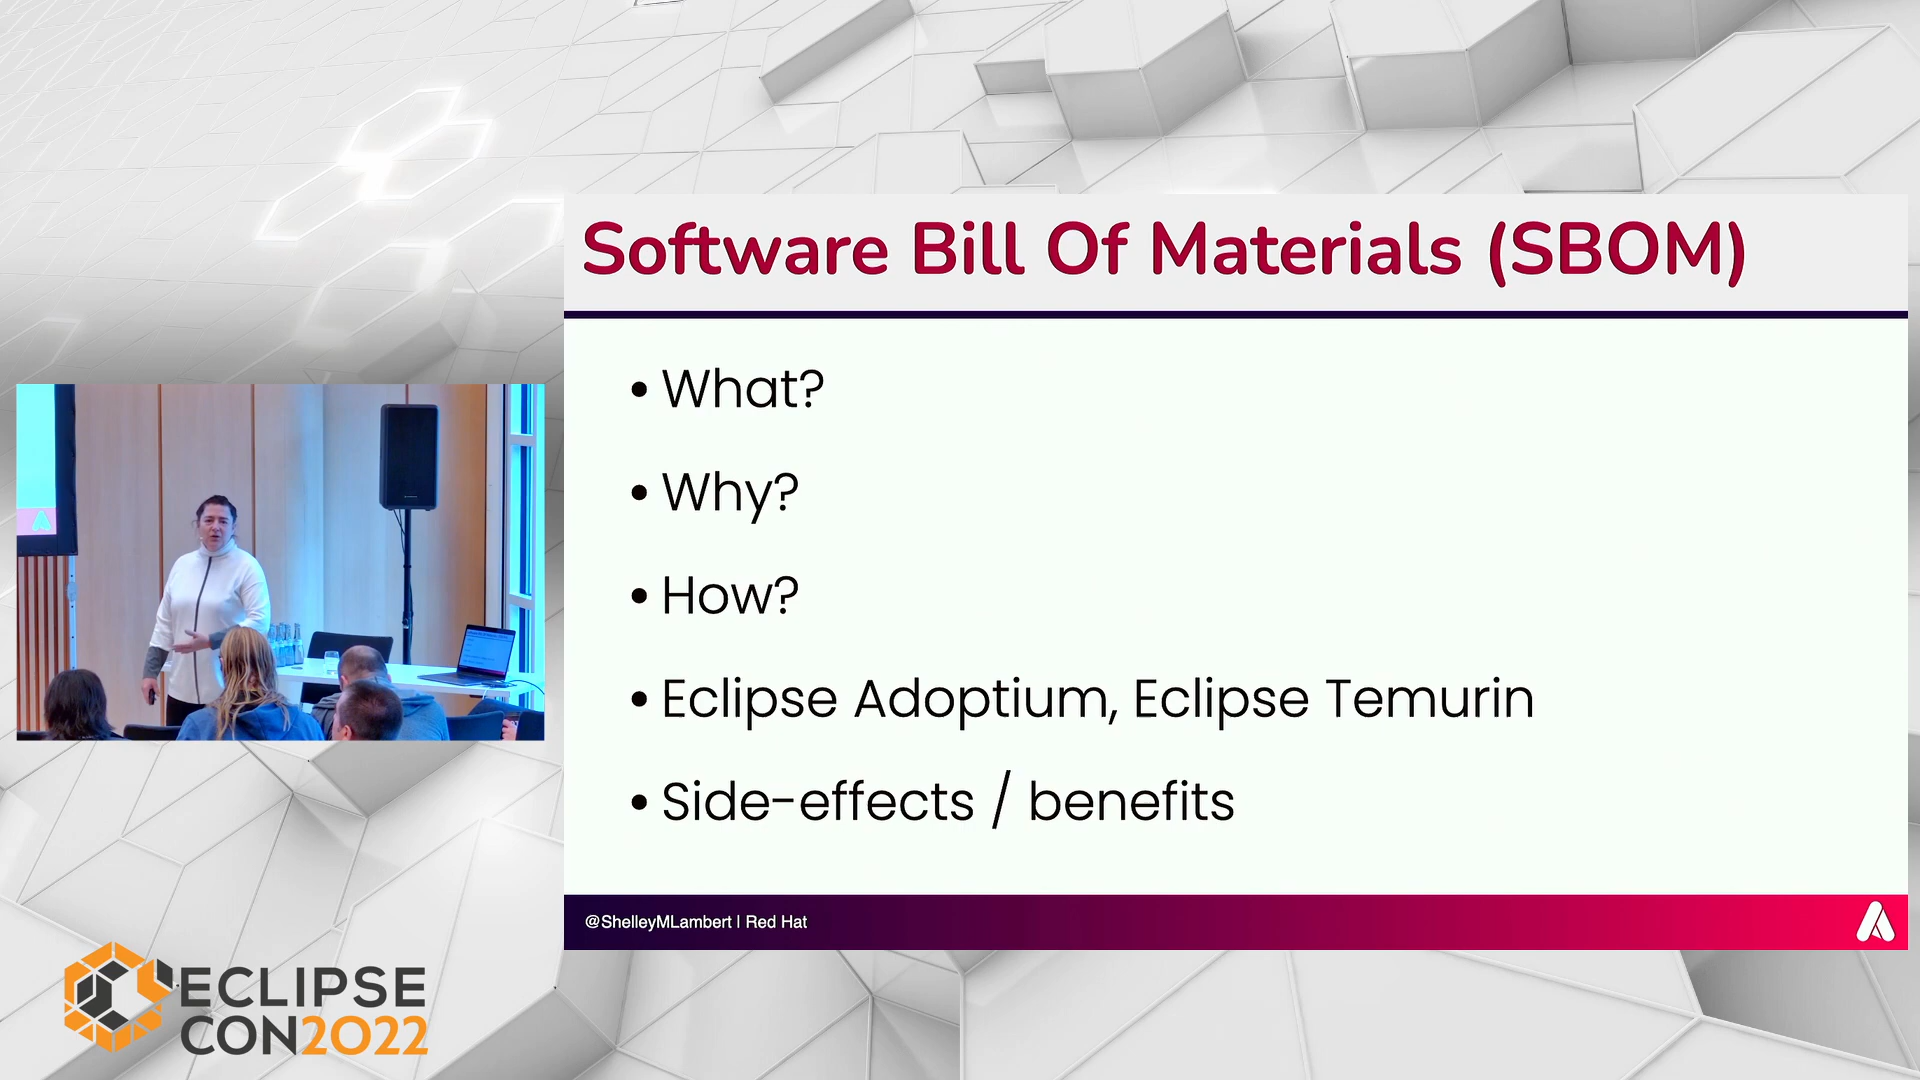 Software Bill Of Materials (SBOM)
• What?
• Why?
• How?
• Eclipse Adoptium, Eclipse Temurin
• Side-effects / benefits
@ShelleyMLambert | Red Hat
ECLIPSE
CON2022